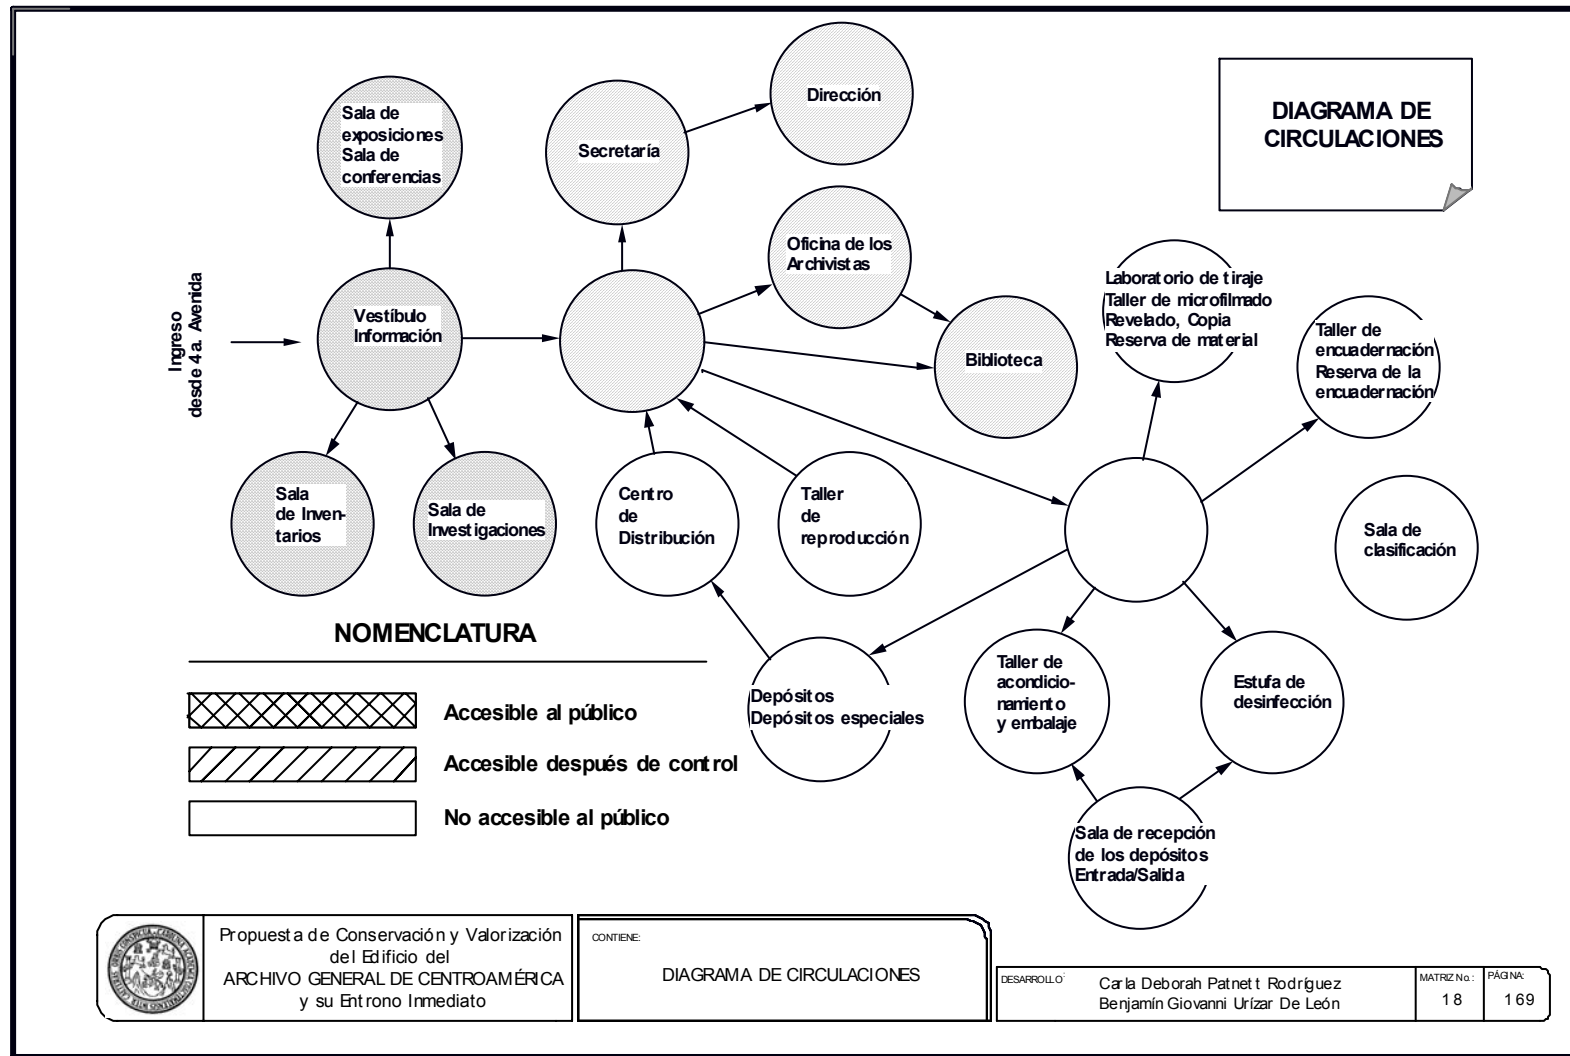 DIAGRAMA DE
CIRCULACIONES
Sala de
exposiciones
Sala de
conferencias
Secretaría
Dirección
Oficina de los
Archivistas
Ingreso
desde 4a. Avenida
Vestíbulo
Información
Biblioteca
Laboratorio de tiraje
Taller de microfilmado
Revelado, Copia
Reserva de material
Taller de
encuadernación
Reserva de la
encuadernación
Sala
de Inven-
tarios
Sala de
Investigaciones
Centro
de
Distribución
Taller
de
reproducción
Sala de
clasificación
Depósitos
Depósitos especiales
Taller de
acondicio-
namiento
y embalaje
Estufa de
desinfección
Sala de recepción
de los depósitos
Entrada/Salida
NOMENCLATURA
Accesible al público
Accesible después de control
No accesible al público
Propuesta de Conservación y Valorización
del Edificio del
ARCHIVO GENERAL DE CENTROAMÉRICA
y su Entrono Inmediato
CONTIENE:
DIAGRAMA DE CIRCULACIONES
DESARROLLO:
Carla Deborah Patnett Rodríguez
Benjamín Giovanni Urízar De León
MATRIZ No.:
18
PÁGINA:
169